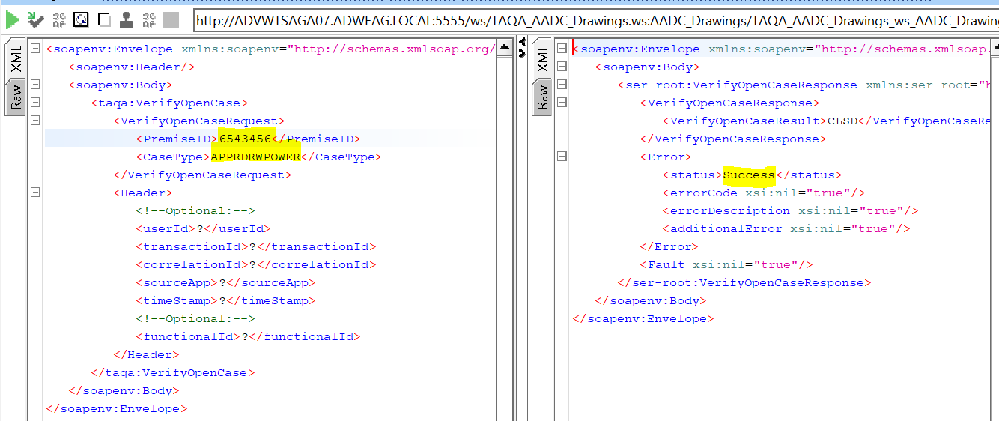 http://ADVWTSAGA07.ADWEAG.LOCAL:5555/ws/TAQA_AADC_Drawings.ws:AADC_Drawings/TAQA_AADC_Drawings_ws_AADC_Drawin
XML
Raw
<soapenv:Envelope xmlns:soapenv="http://schemas.xmlsoap.org/
<soapenv:Header/>
<soapenv:Body>
<taqa:VerifyOpenCase>
<VerifyOpenCaseRequest>
<PremiseID>6543456</PremiseID>
<CaseType>APPRDRWPOWER</CaseType>
</VerifyOpenCaseRequest>
<Header>
<!--Optional:-->
<userId>?</userId>
<transactionId>?</transactionId>
<correlationId>?</correlationId>
<sourceApp>?</sourceApp>
<timeStamp>?</timeStamp>
<!--Optional:-->
<functionalId>?</functionalId>
</Header>
</taqa:VerifyOpenCase>
</soapenv:Body>
</soapenv:Envelope>
XML
Raw
<soapenv:Envelope xmlns:soapenv="http://schemas.xmlsoap.
<soapenv:Body>
<ser-root:VerifyOpenCaseResponse xmlns:ser-root="h
<VerifyOpenCaseResponse>
<VerifyOpenCaseResult>CLSD</VerifyOpenCaseRe
</VerifyOpenCaseResponse>
<Error>
<status>Success</status>
<errorCode xsi:nil="true"/>
<errorDescription xsi:nil="true"/>
<additionalError xsi:nil="true"/>
</Error>
<Fault xsi:nil="true"/>
</ser-root:VerifyOpenCaseResponse>
</soapenv:Body>
</soapenv:Envelope>